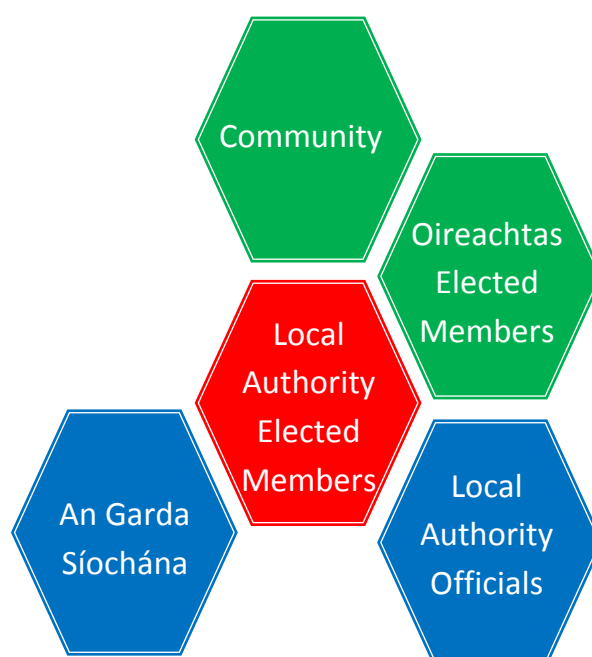 Community
Oireachtas
Elected
Members
Local
Authority
Elected
Members
An Garda
Síochána
Local
Authority
Officials